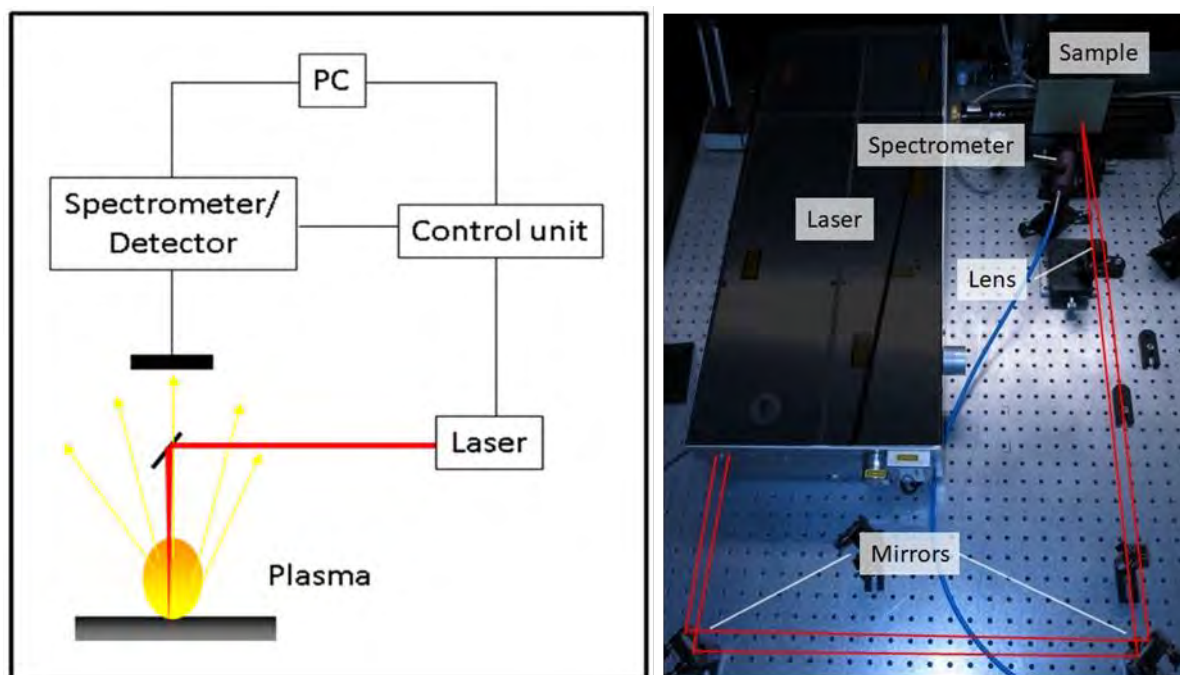 PC
Spectrometer/
Detector
Control unit
Laser
Plasma
Sample
Spectrometer
Laser
Lens
Mirrors